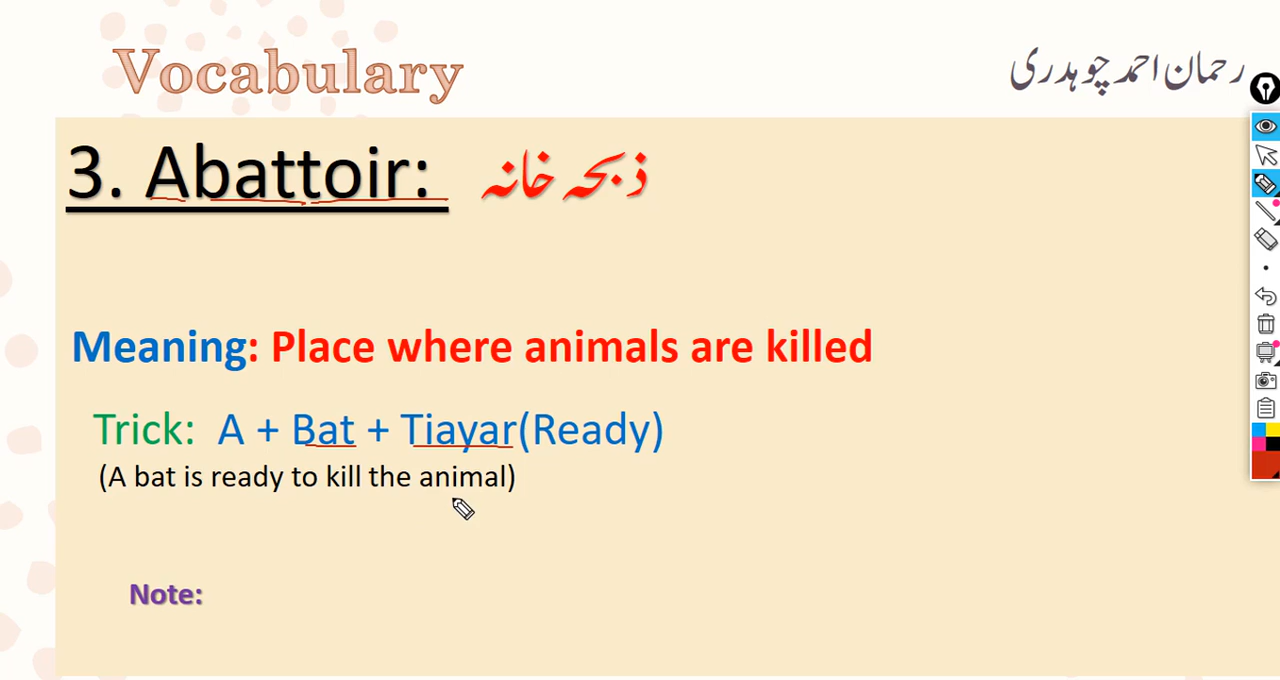 Vocabulary
رحمان احمد چوہدری
3. Abattoir: ذبحہ خانہ
Meaning: Place where animals are killed
Trick: A + Bat + Tiayar(Ready)
(A bat is ready to kill the animal)
Note: